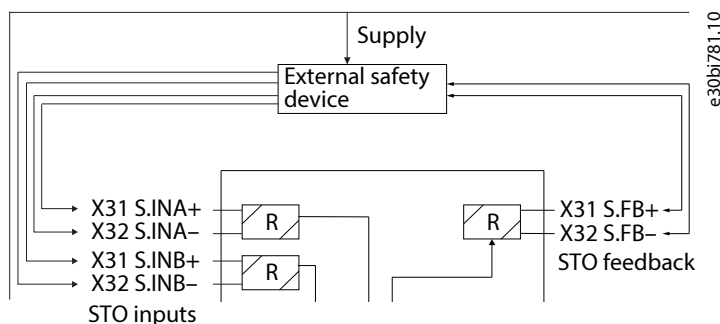 Supply
External safety
device
e30bi781.10
X31 S.INA+
X32 S.INA–
X31 S.INB+
X32 S.INB–
STO inputs
R
R
R
X31 S.FB+
X32 S.FB–
STO feedback